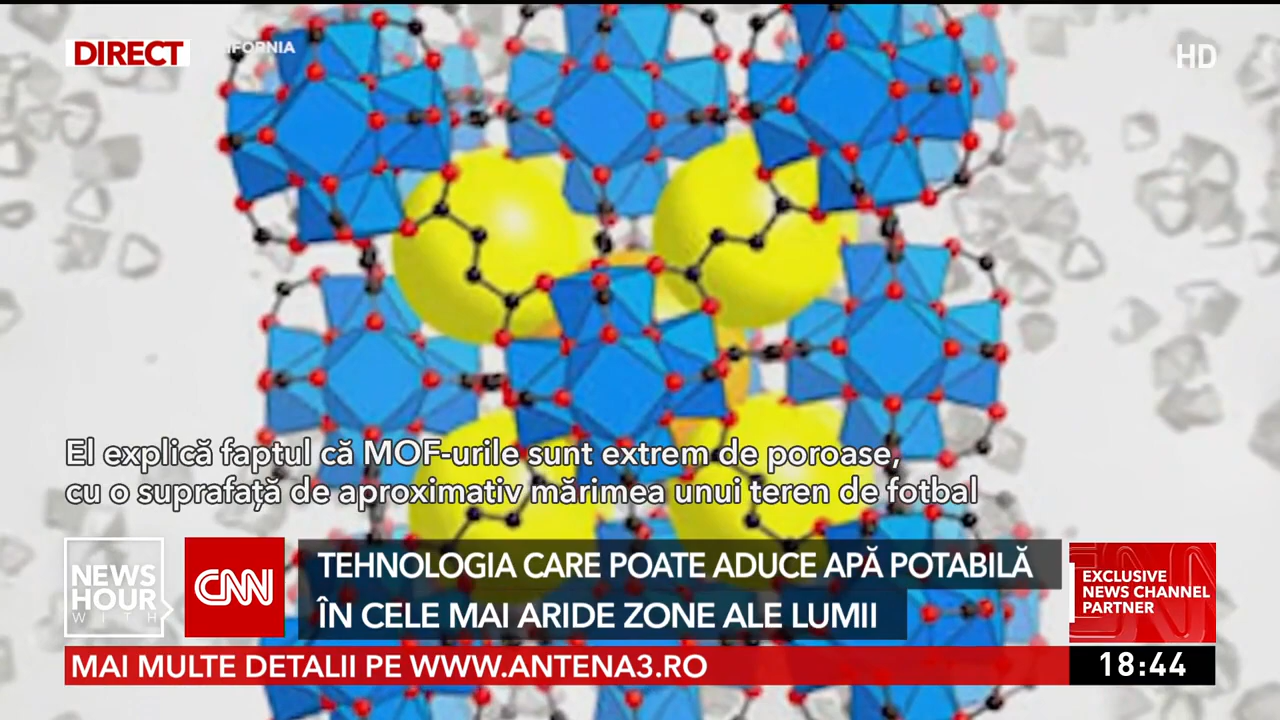 DIRECT
IFORNIA
HD
El explică faptul că MOF-urile sunt extrem de poroase,
cu o suprafață de aproximativ mărimea unui teren de fotbal
NEWS
HOUR
WITH
CNN
TEHNOLOGIA CARE POATE ADUCE APĂ POTABILĂ
ÎN CELE MAI ARIDE ZONE ALE LUMII
EXCLUSIVE
NEWS CHANNEL
PARTNER
MAI MULTE DETALII PE WWW.ANTENA3.RO
18:44